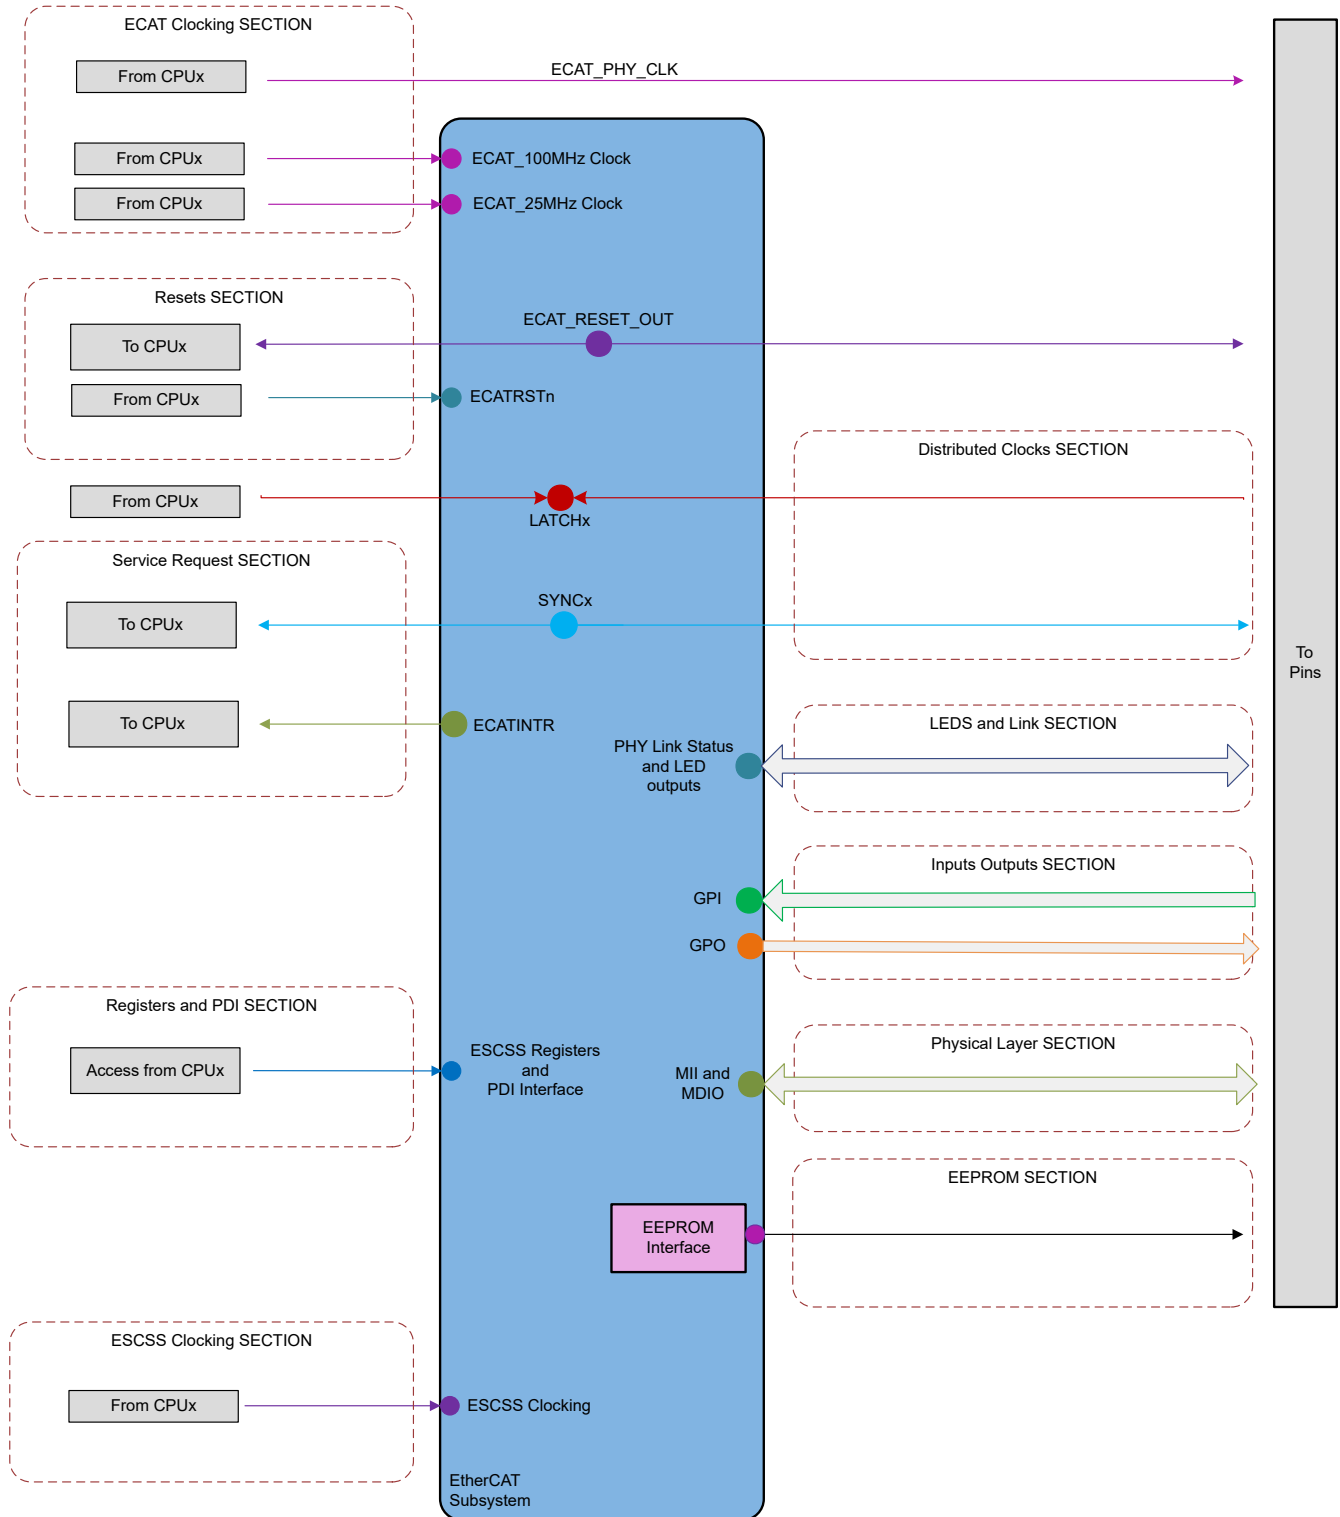 ECAT Clocking SECTION
From CPUx
ECAT_PHY_CLK
From CPUx
ECAT_100MHz Clock
From CPUx
ECAT_25MHz Clock
Resets SECTION
To CPUx
ECAT_RESET_OUT
From CPUx
ECATRSTn
Distributed Clocks SECTION
From CPUx
LATCHx
Service Request SECTION
To CPUx
SYNCx
To
Pins
To CPUx
ECATINTR
LEDS and Link SECTION
PHY Link Status
and LED
outputs
Inputs Outputs SECTION
GPI
GPO
Registers and PDI SECTION
Access from CPUx
ESCSS Registers
and
PDI Interface
Physical Layer SECTION
MII and
MDIO
EEPROM SECTION
EEPROM
Interface
ESCSS Clocking SECTION
From CPUx
ESCSS Clocking
EtherCAT
Subsystem